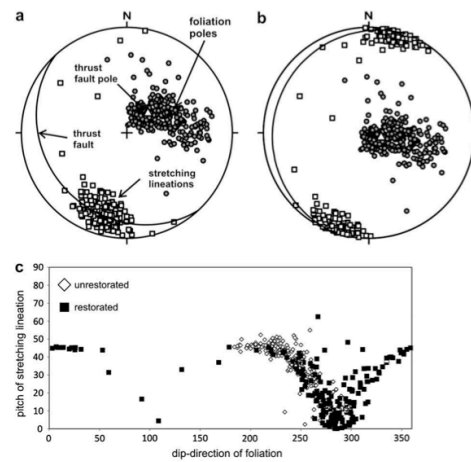 a
N
thrust
fault pole
foliation
poles
thrust
fault
stretching
lineations
b
N
c
pitch of stretching lineation
90
80
70
60
50
40
30
20
10
0
unrestorated
restorated
0 50 100 150 200 250 300 350
dip-direction of foliation